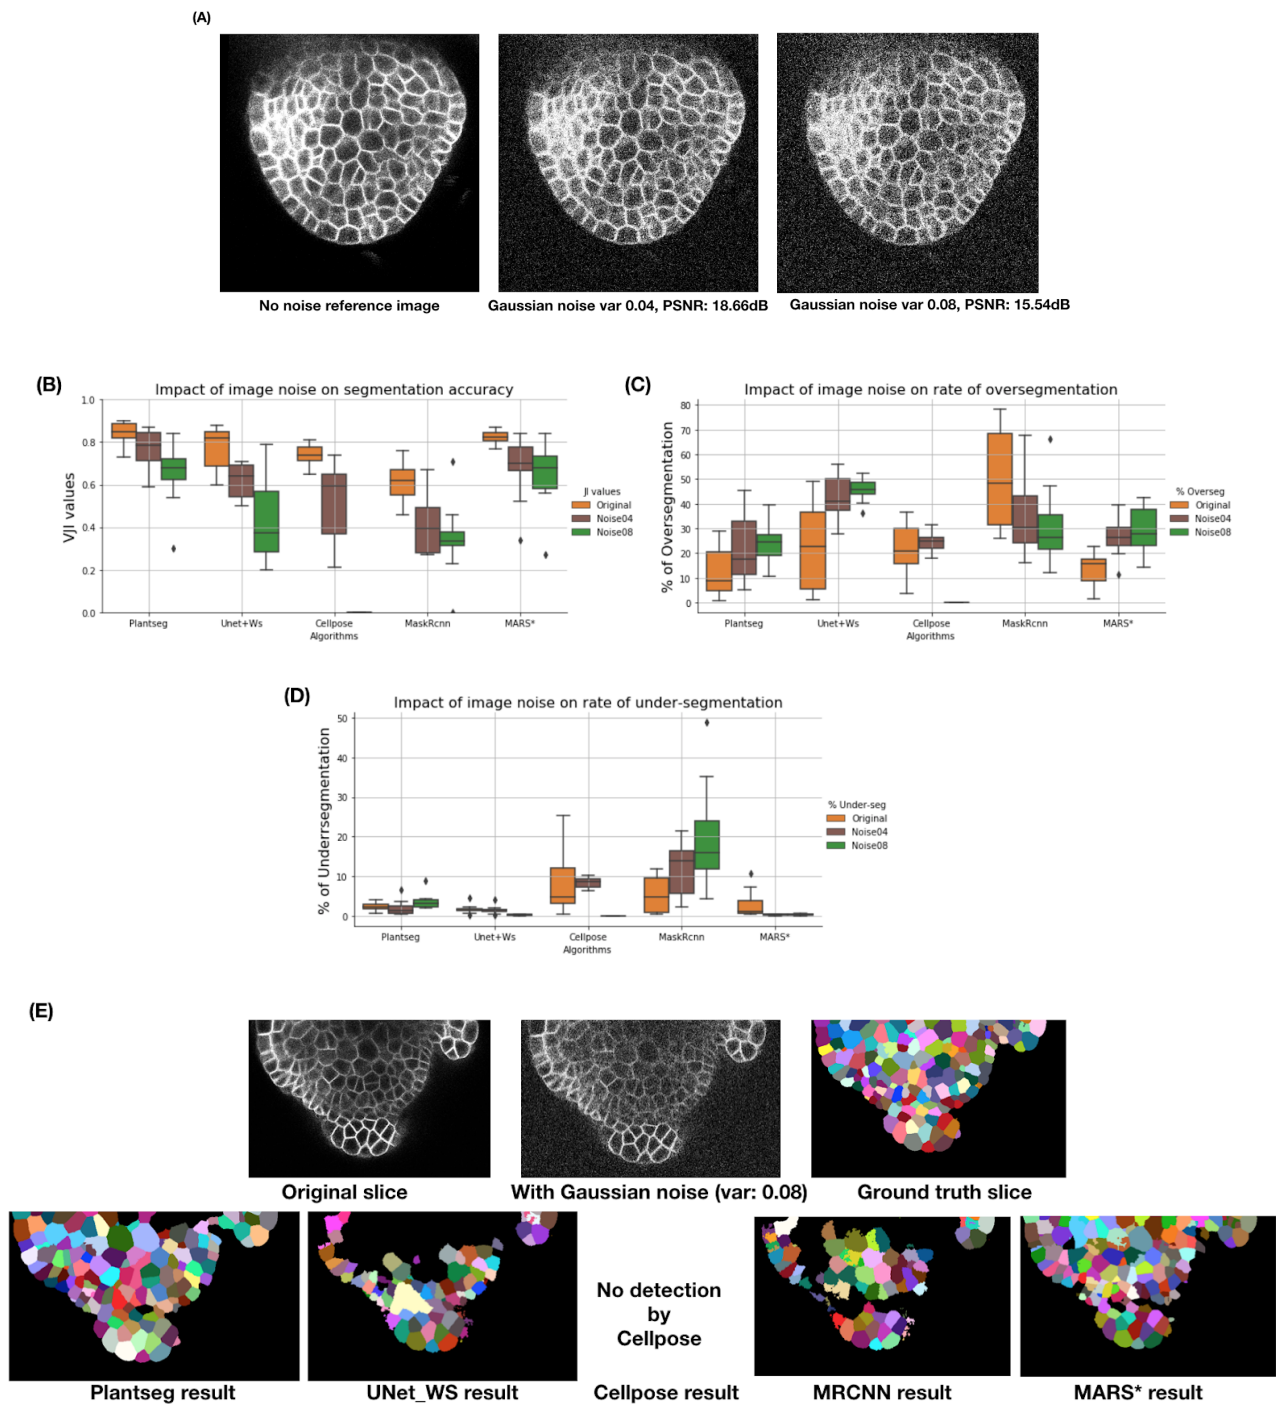 (A)
No noise reference image
Gaussian noise var 0.04, PSNR: 18.66dB
Gaussian noise var 0.08, PSNR: 15.54dB
(B)
Impact of image noise on segmentation accuracy
VJI values
1.0
0.8
0.6
0.4
0.2
0.0
Plantseg
Unet+Ws
Cellpose
MaskRcnn
MARS*
Algorithms
JI values
Original
Noise04
Noise08
(C)
Impact of image noise on rate of oversegmentation
% of Oversegmentation
80
70
60
50
40
30
20
10
0
Plantseg
Unet+Ws
Cellpose
MaskRcnn
MARS*
Algorithms
% Overseg
Original
Noise04
Noise08
(D)
Impact of image noise on rate of under-segmentation
% of Underrsegmentation
50
40
30
20
10
0
Plantseg
Unet+Ws
Cellpose
MaskRcnn
MARS*
Algorithms
% Under-seg
Original
Noise04
Noise08
(E)
Original slice
With Gaussian noise (var: 0.08)
Ground truth slice
No detection
by
Cellpose
Plantseg result
UNet_WS result
Cellpose result
MRCNN result
MARS* result